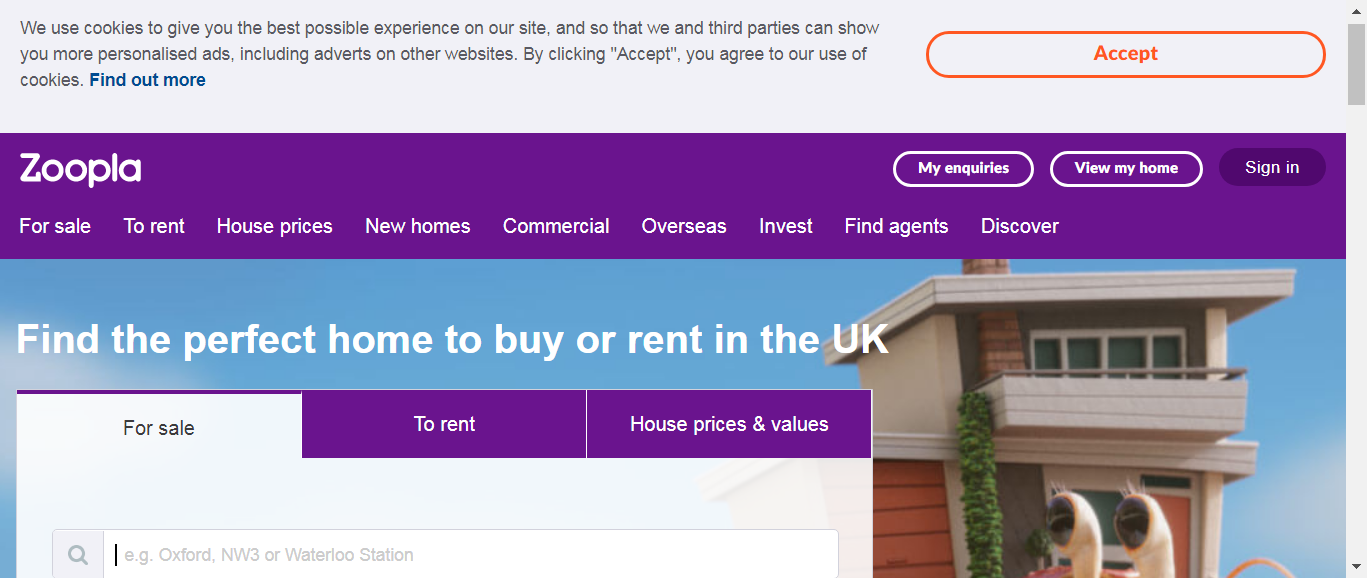 We use cookies to give you the best possible experience on our site, and so that we and third parties can show
you more personalised ads, including adverts on other websites. By clicking "Accept", you agree to our use of
cookies. Find out more
Accept
Zoopla
My enquiries
View my home
Sign in
For sale
To rent
House prices
New homes
Commercial
Overseas
Invest
Find agents
Discover
Find the perfect home to buy or rent in the UK
For sale
To rent
House prices & values
e.g. Oxford, NW3 or Waterloo Station